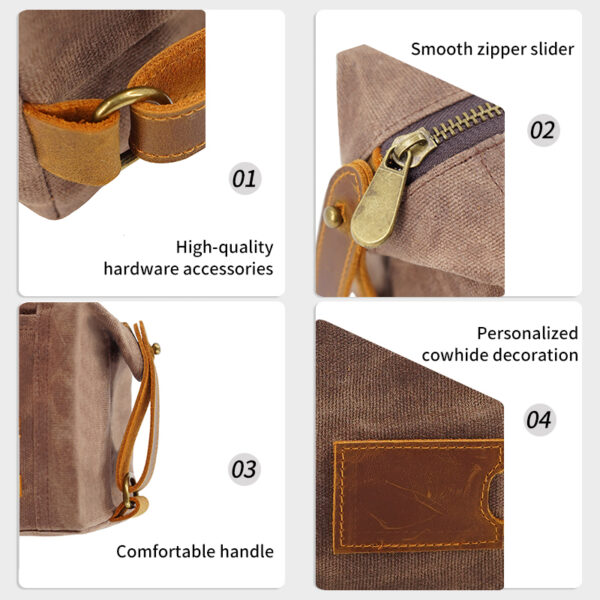 01
High-quality
hardware accessories
Smooth zipper slider
02
03
Comfortable handle
Personalized
cowhide decoration
04